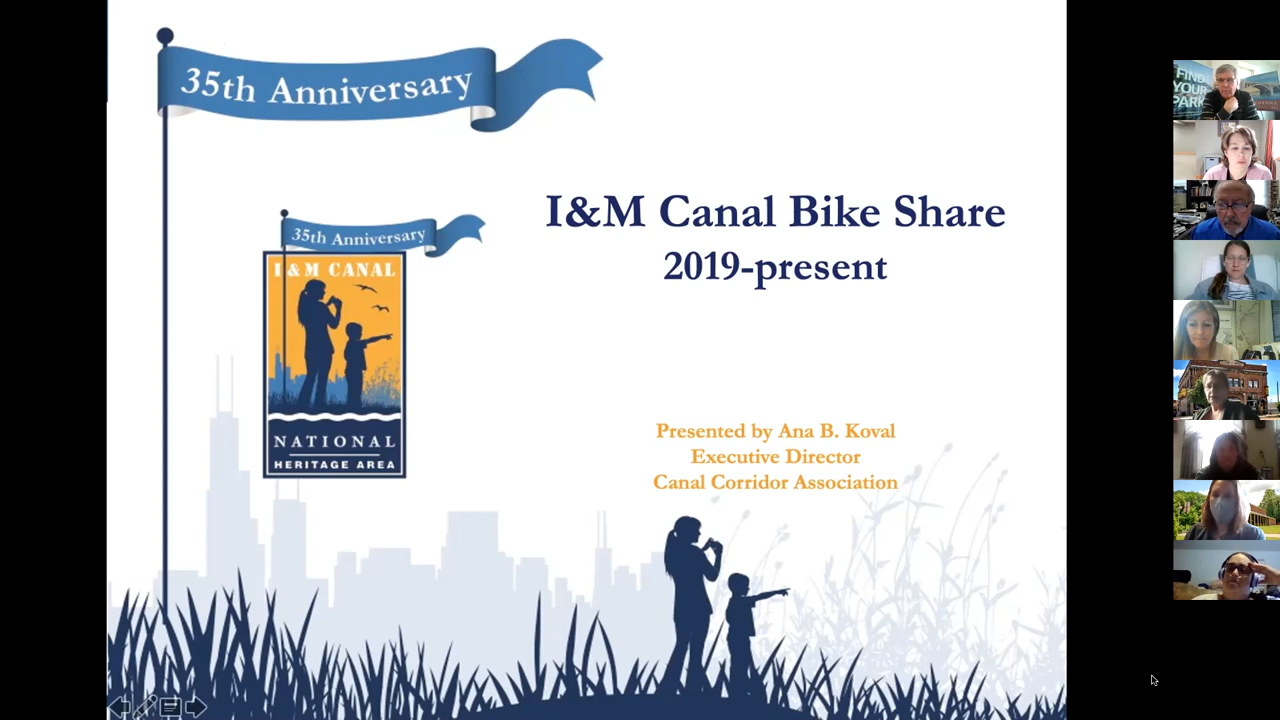 35th Anniversary
I&M Canal Bike Share
2019-present
35th Anniversary
I&M CANAL
NATIONAL
HERITAGE AREA
Presented by Ana B. Koval
Executive Director
Canal Corridor Association
FIND
YOUR
PARK